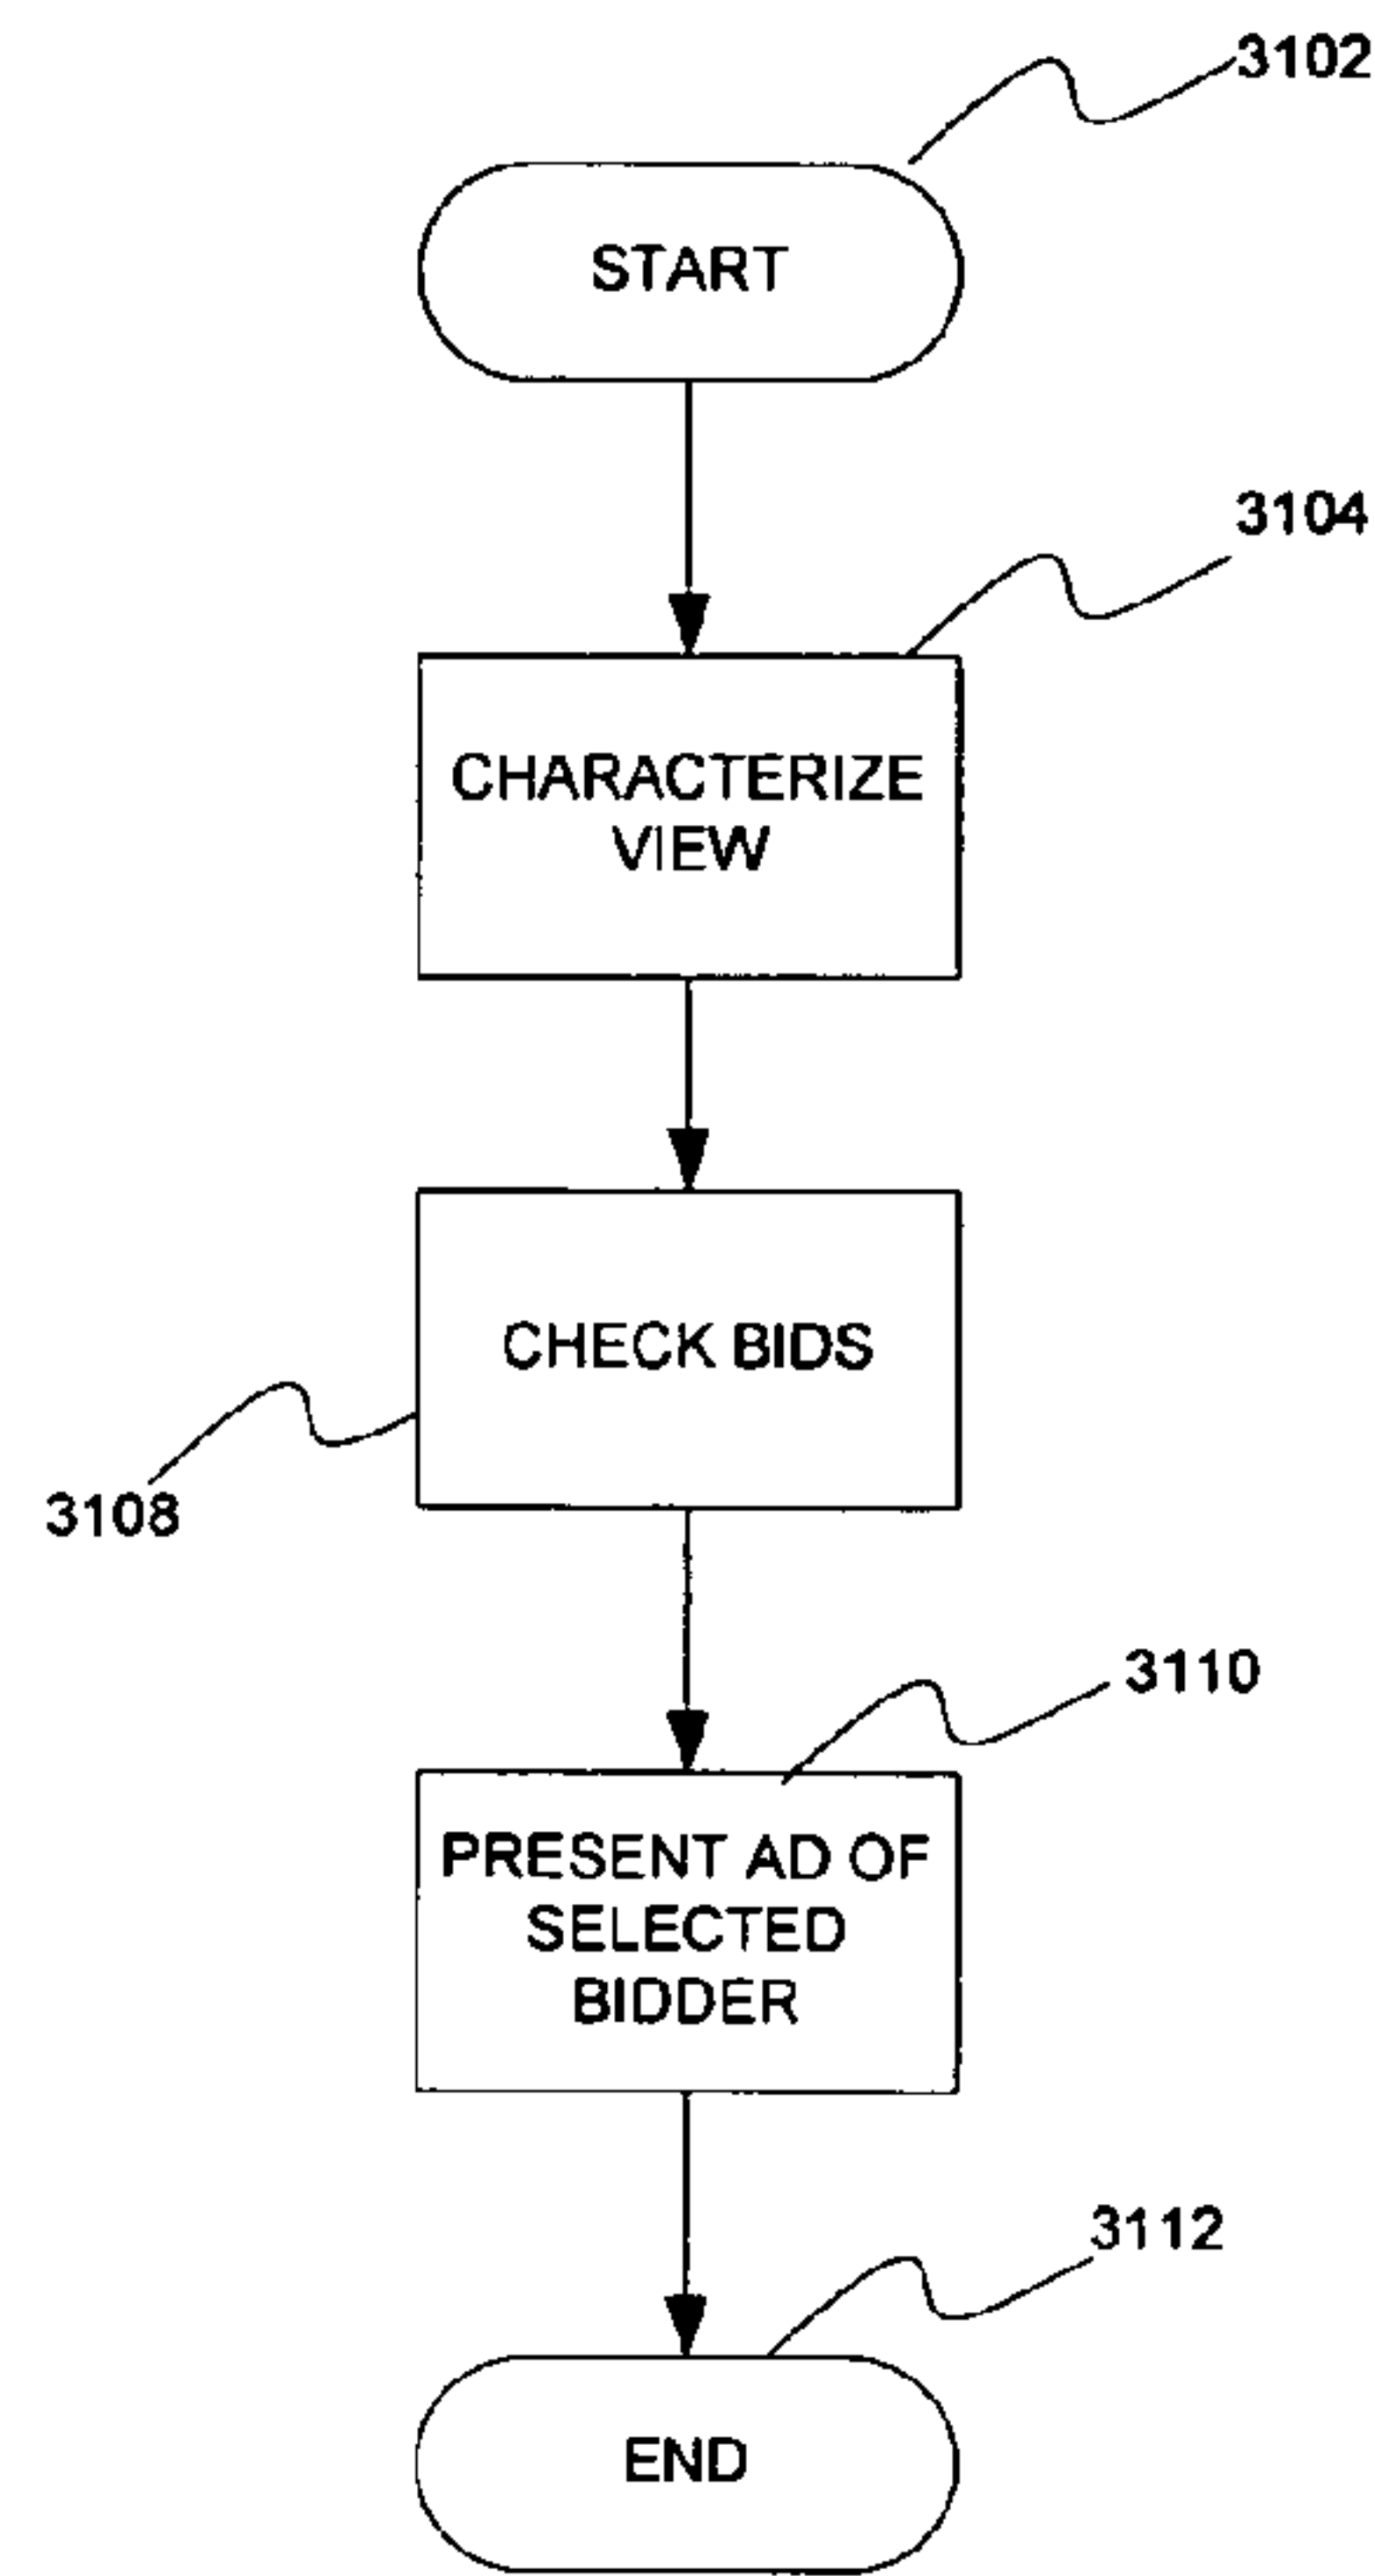 3102
START
3104
CHARACTERIZE
VIEW
CHECK BIDS
3108
3110
PRESENT AD OF
SELECTED
BIDDER
3112
END